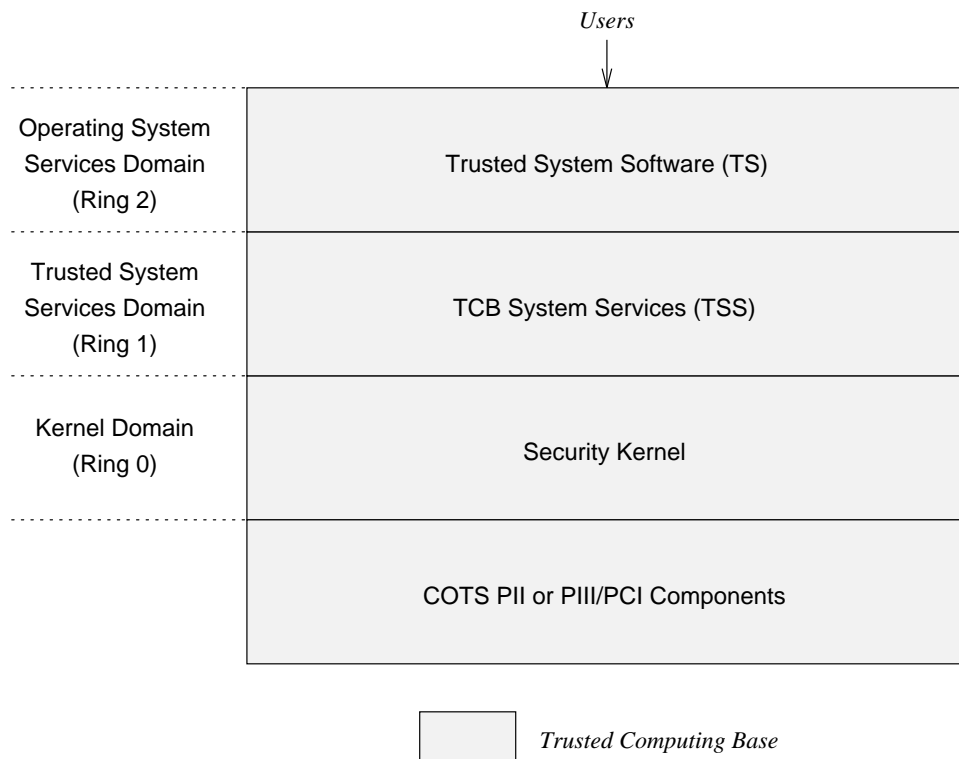 Users
Operating System
Services Domain
(Ring 2)
Trusted System Software (TS)
Trusted System
Services Domain
(Ring 1)
TCB System Services (TSS)
Kernel Domain
(Ring 0)
Security Kernel
COTS PII or PIII/PCI Components
Trusted Computing Base